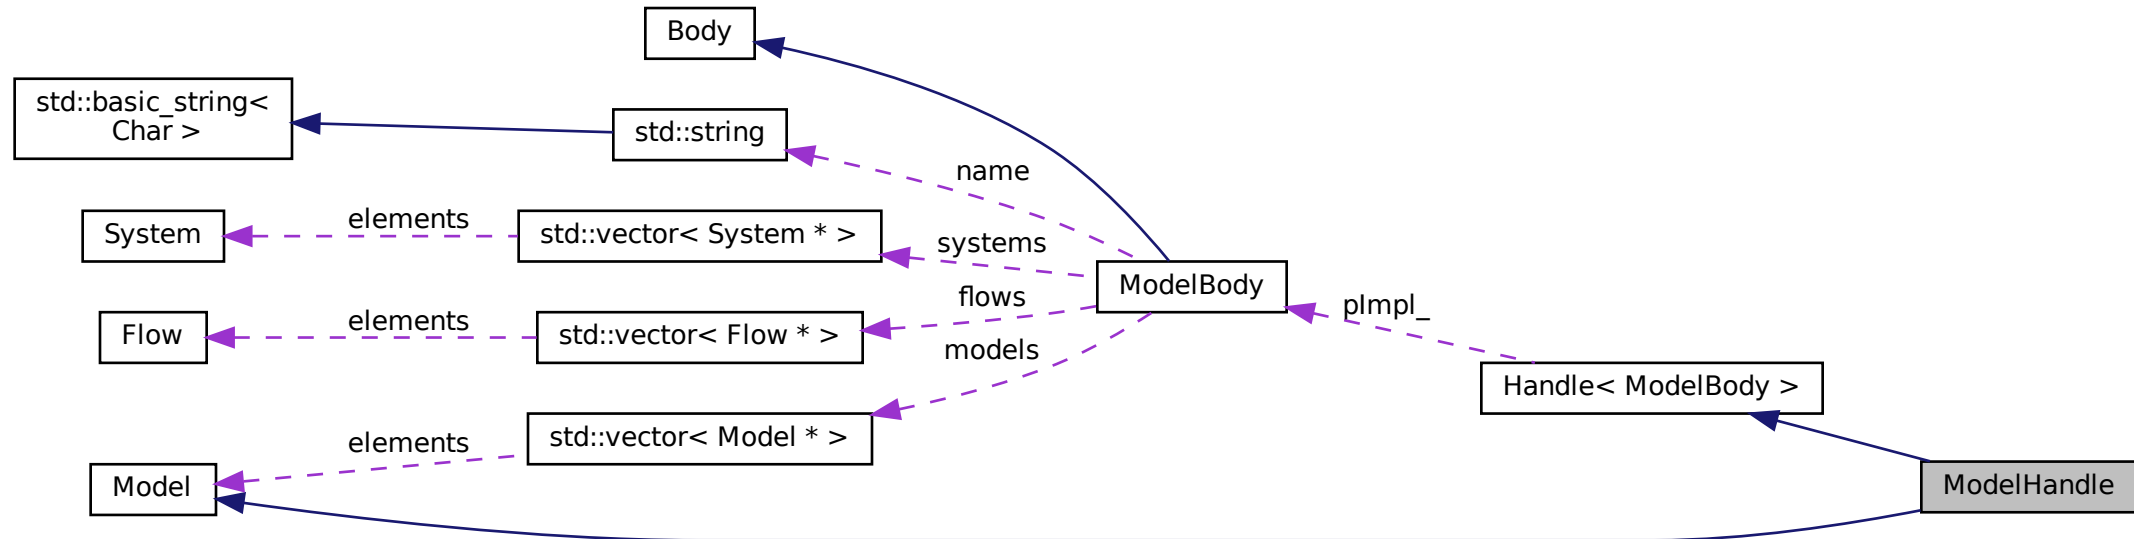 Body
std::basic_string<
Char >
std::string
name
System
elements
std::vector< System * >
systems
ModelBody
Flow
elements
std::vector< Flow * >
flows
pImpl_
models
Handle< ModelBody >
elements
std::vector< Model * >
Model
ModelHandle